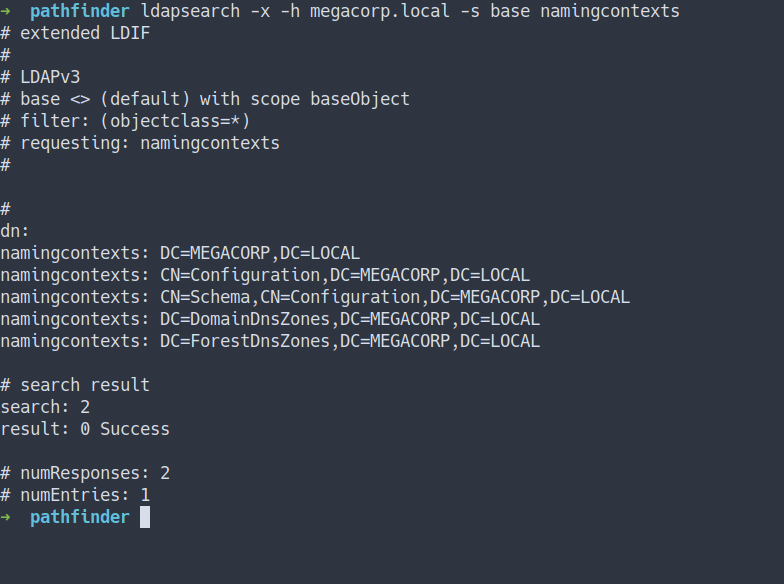 → pathfinder ldapsearch -x -h megacorp.local -s base namingcontexts
# extended LDIF
#
# LDAPv3
# base <> (default) with scope baseObject
# filter: (objectclass=*)
# requesting: namingcontexts
#
#
dn:
namingcontexts: DC=MEGACORP,DC=LOCAL
namingcontexts: CN=Configuration,DC=MEGACORP,DC=LOCAL
namingcontexts: CN=Schema,CN=Configuration,DC=MEGACORP,DC=LOCAL
namingcontexts: DC=DomainDnsZones,DC=MEGACORP,DC=LOCAL
namingcontexts: DC=ForestDnsZones,DC=MEGACORP,DC=LOCAL
# search result
search: 2
result: 0 Success
# numResponses: 2
# numEntries: 1
→ pathfinder